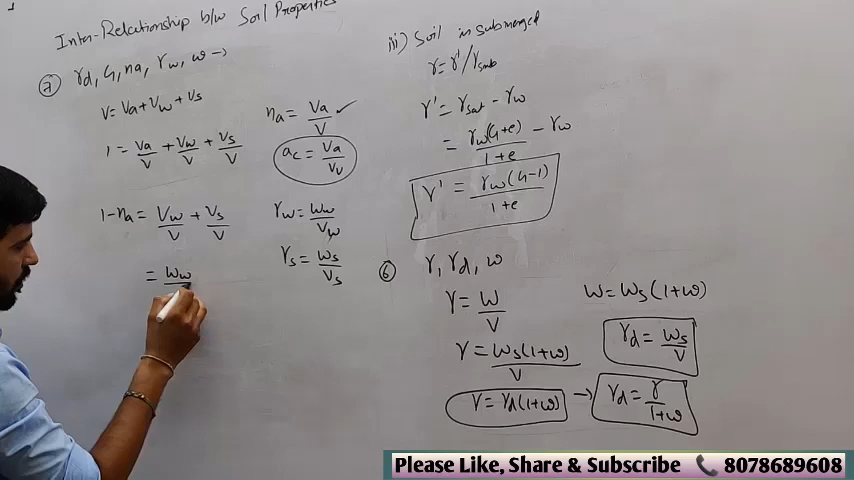 Inter-Relationship b/w Soil Properties
7) γd, G, na, γw, w →
V = Va + Vw + Vs
1 = Va/V + Vw/V + Vs/V
na = Va/V ✓
ac = Va/Vv
1-na = Vw/V + Vs/V
γw = Ww/Vw
γs = Ws/Vs
= Ww
iii) Soil in submerged
γ = γ'/γsub
γ' = γsat - γw
= γw(G+e)/1+e - γw
γ' = γw(G-1)/1+e
6) γ, γd, w
γ = W/V
W = Ws(1+w)
γ = Ws(1+w)/V
γd = Ws/V
γ = γd(1+w) → γd = γ/1+w
Please Like, Share & Subscribe 📞 8078689608